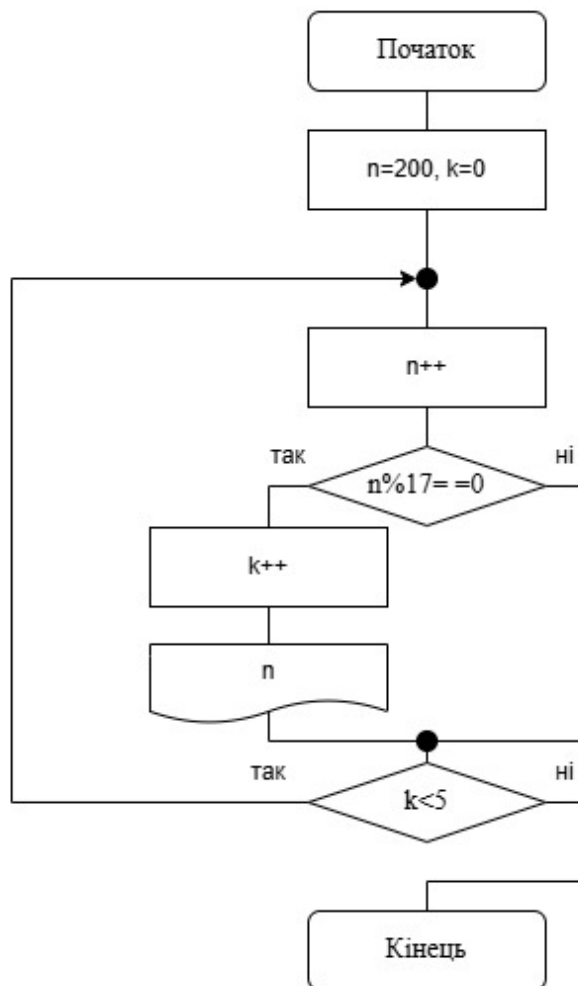 Початок
n=200, k=0
n++
так
ні
n%17= =0
k++
n
так
ні
k<5
Кінець